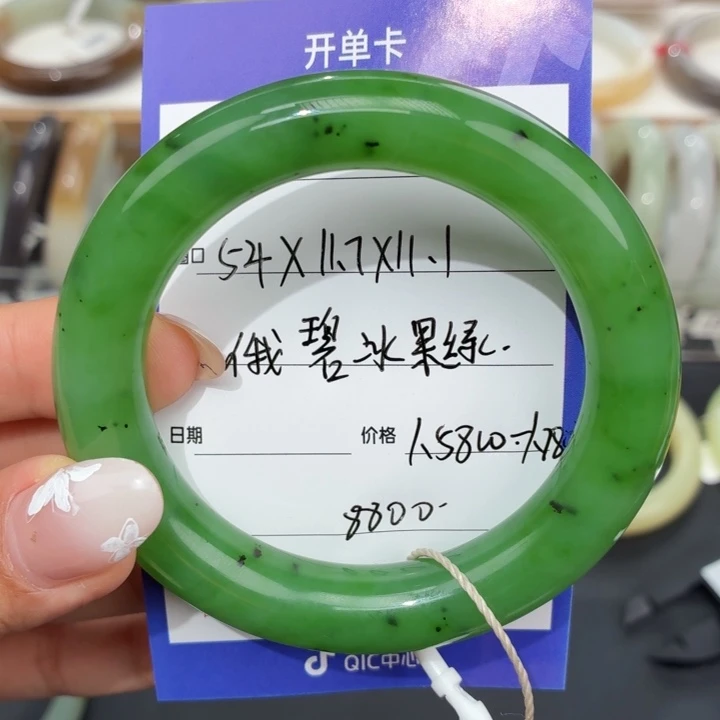 开单卡
口 54X11.7X11.1
俄碧冰果绿.
日期 价格
8800-
QIC中心